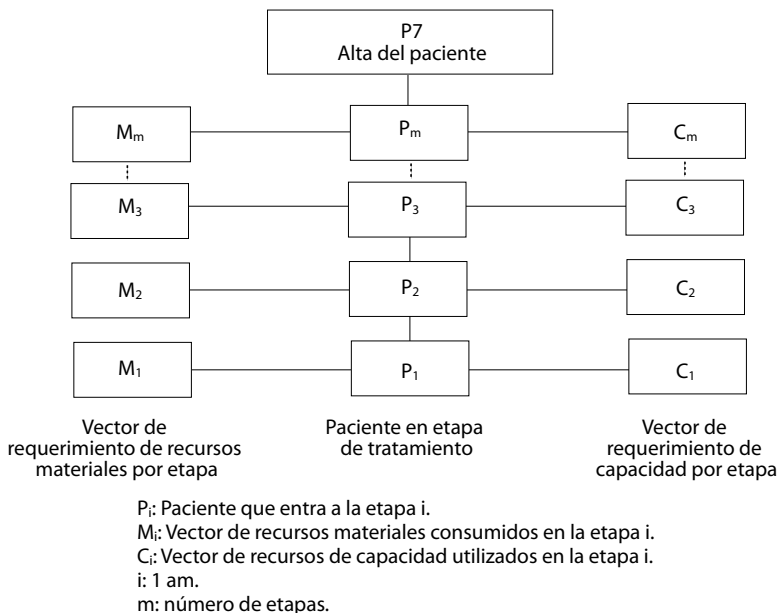 P7
Alta del paciente
Mₘ
Pₘ
Cₘ
M₃
P₃
C₃
M₂
P₂
C₂
M₁
P₁
C₁
Vector de
requerimiento de recursos
materiales por etapa
Paciente en etapa
de tratamiento
Vector de
requerimiento de
capacidad por etapa
Pᵢ: Paciente que entra a la etapa i.
Mᵢ: Vector de recursos materiales consumidos en la etapa i.
Cᵢ: Vector de recursos de capacidad utilizados en la etapa i.
i: 1 am.
m: número de etapas.